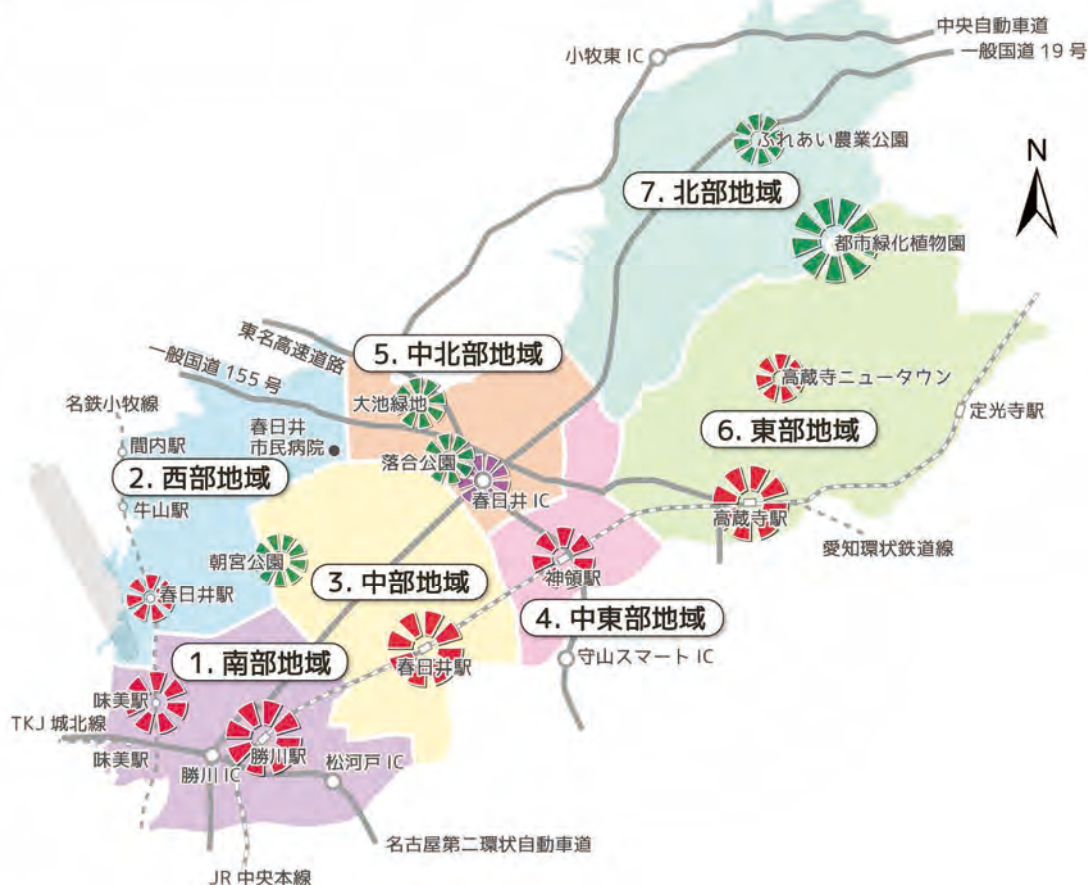 中央自動車道
一般国道 19 号
小牧東 IC
ふれあい農業公園
N
7. 北部地域
都市緑化植物園
東名高速道路
5. 中北部地域
一般国道 155 号
高蔵寺ニュータウン
大池緑地
名鉄小牧線
定光寺駅
春日井
市民病院
6. 東部地域
間内駅
落合公園
2. 西部地域
春日井 IC
牛山駅
高蔵寺駅
愛知環状鉄道線
朝宮公園
神領駅
3. 中部地域
春日井駅
4. 中東部地域
守山スマート IC
1. 南部地域
春日井駅
味美駅
TKJ 城北線
味美駅
勝川駅
松河戸 IC
勝川 IC
名古屋第二環状自動車道
JR 中央本線